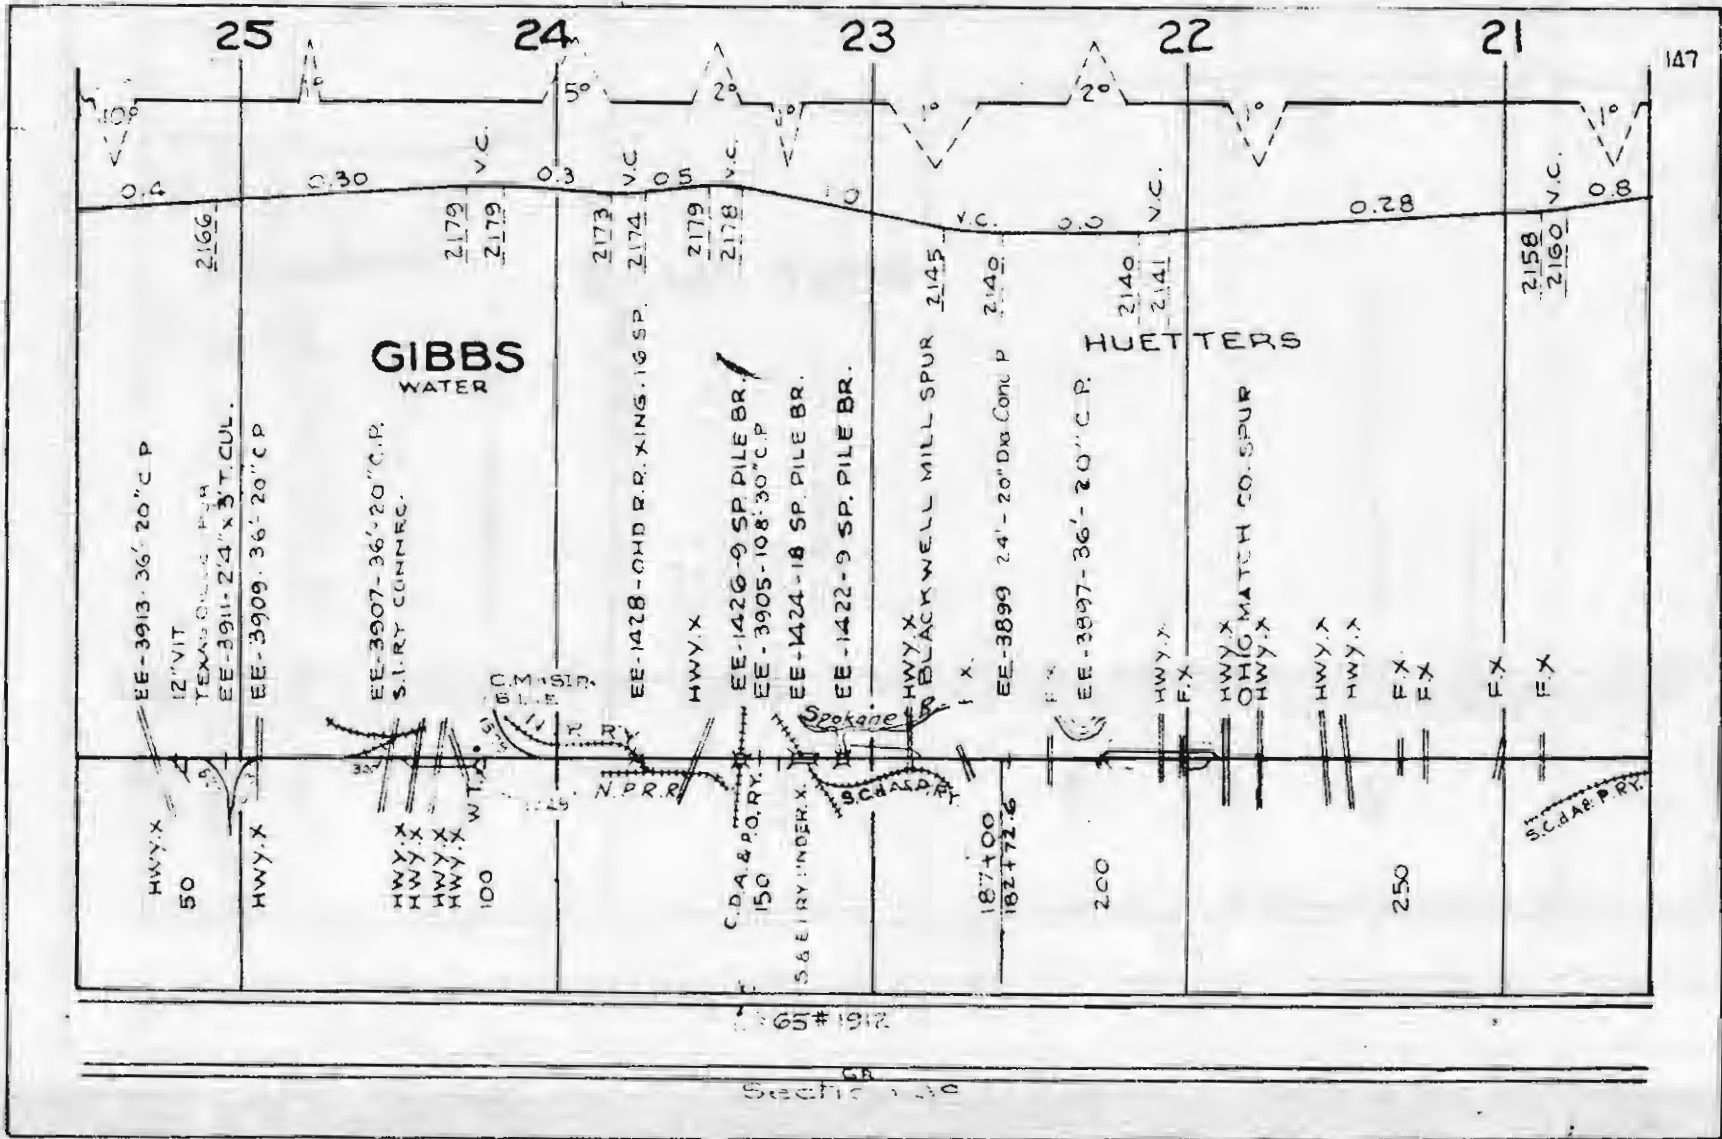 25
24
23
22
21
147
10°
1°
5°
2°
1°
1°
2°
1°
1°
0.4
0.30
V.C.
0.3
V.C.
0.5
V.C.
V.C.
0.0
V.C.
0.28
V.C.
0.8
2166
2179
2179
2173
2174
2179
2178
2145
2140
2140
2141
2158
2160
GIBBS
WATER
HUETTERS
EE-3913-36'-20"C.P
12"VIT
EE-3911-24"x3'T.CUL.
EE-3909-36'-20"C P
EE-3907-36'-20"C.P.
S.I.RY CONNEC.
EE-1428-OHD R.R. XING-16 SP.
HWY.X
EE-1426-9 SP. PILE BR.
EE-3905-108'-30"C.P
EE-1424-18 SP. PILE BR.
EE-1422-9 SP. PILE BR.
HWY.X
BLACKWELL MILL SPUR
EE-3899 24'-20"Dia Conc P
F.X
EE-3897-36'-20"C P.
HWY.X
F.X
HWY.X
OHIO MATCH CO. SPUR
HWY.X
HWY.X
HWY.X
F.X
F.X
F.X
F.X
Spokane R.
N.P.R.R
S.C.d'A&P.RY.
S.C.d'A&P.RY.
HWY.X
50
HWY.X
HWY.X
HWY.X
HWY.X
HWY.X
W.T.
100
C.D.A.& P.O.RY.
150
S.& E I RY UNDER X.
187+00
182+72.6
200
250
65# 1912
GR